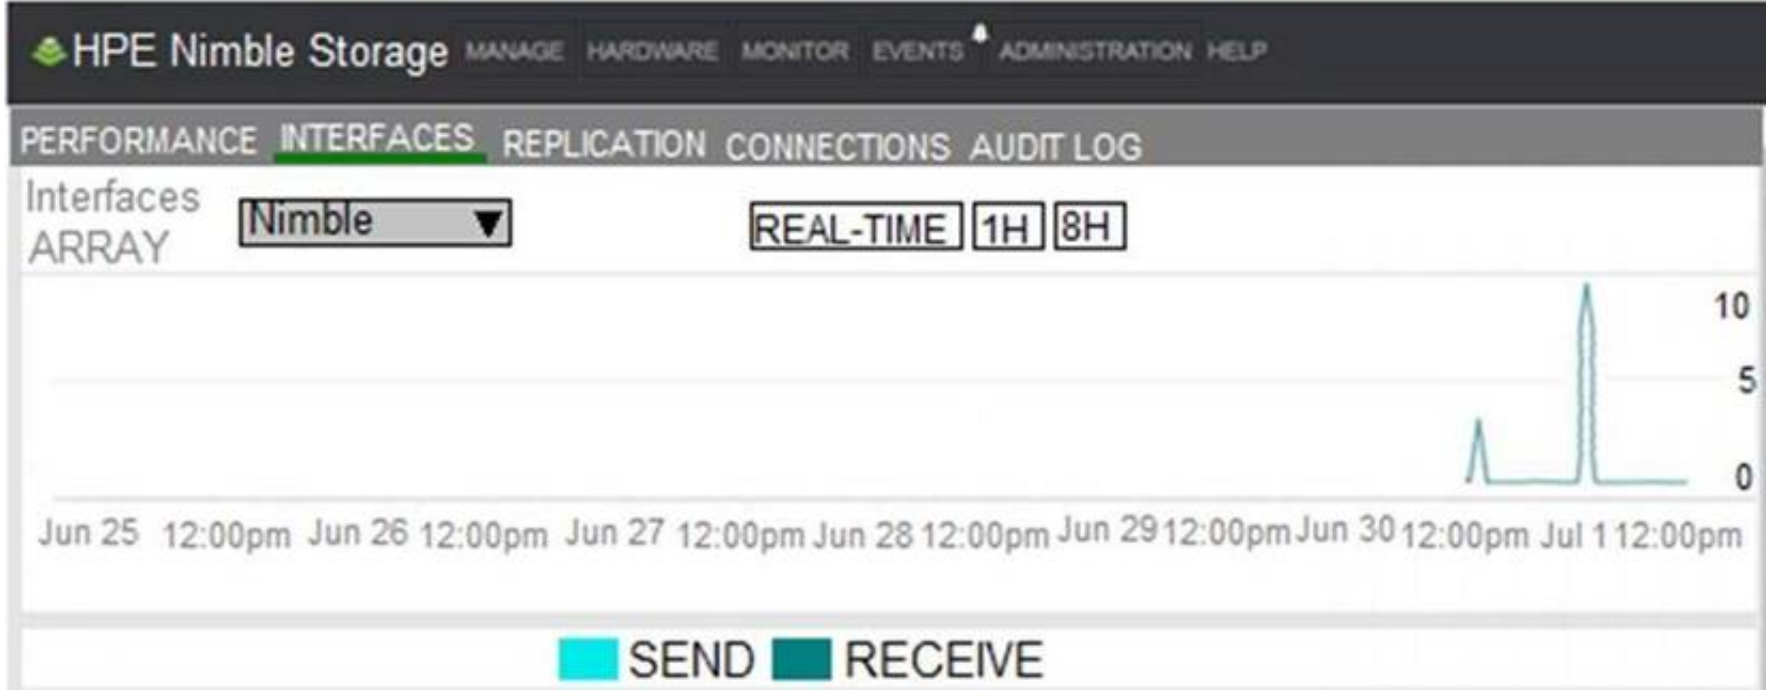 HPE Nimble Storage MANAGE HARDWARE MONITOR EVENTS ADMINISTRATION HELP
PERFORMANCE INTERFACES REPLICATION CONNECTIONS AUDIT LOG
Interfaces
ARRAY
Nimble
REAL-TIME 1H 8H
10
5
0
Jun 25 12:00pm Jun 26 12:00pm Jun 27 12:00pm Jun 28 12:00pm Jun 29 12:00pm Jun 30 12:00pm Jul 1 12:00pm
SEND RECEIVE